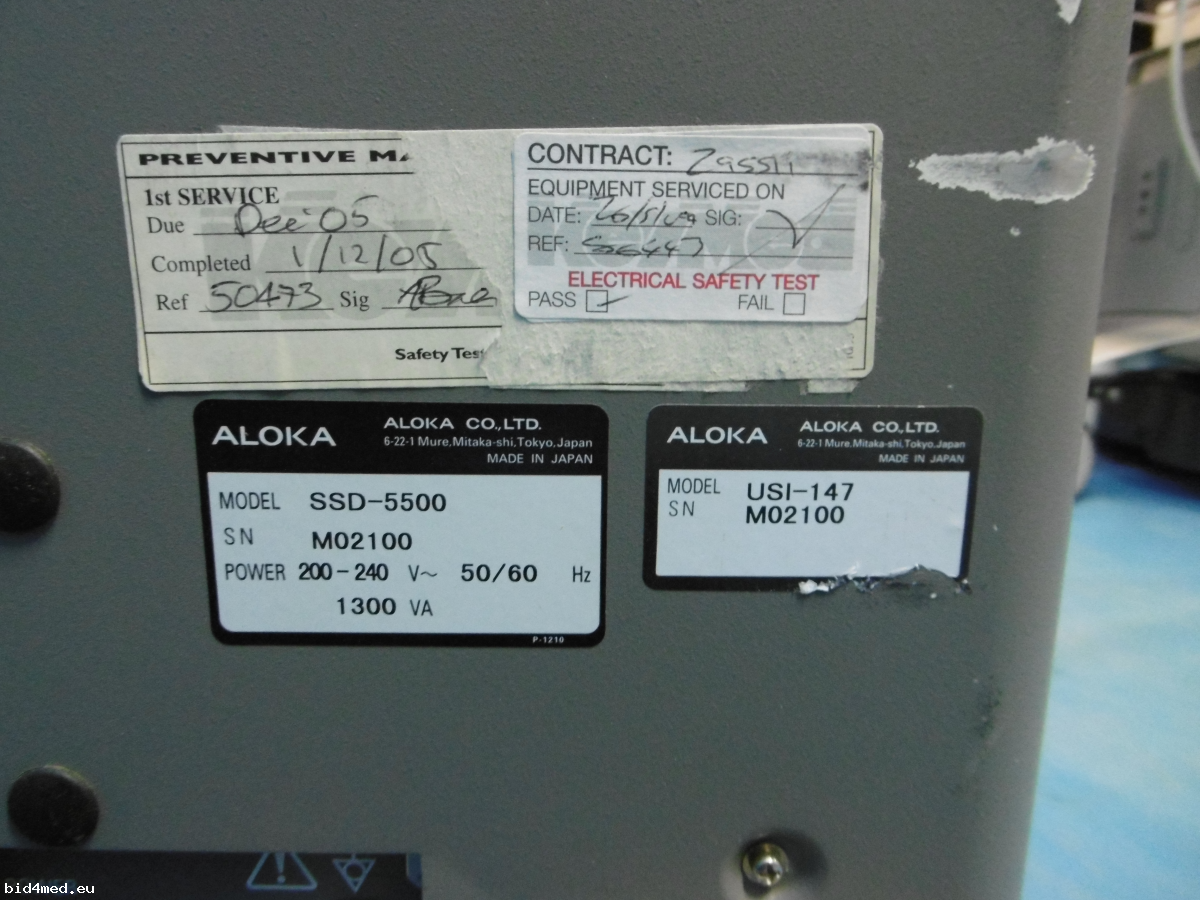 PREVENTIVE MA
1st SERVICE
Due Dec 05
Completed 1/12/05
Ref 50473 Sig
Safety Tes
CONTRACT:
EQUIPMENT SERVICED ON
DATE: 26/5/09 SIG:
REF:
ELECTRICAL SAFETY TEST
PASS FAIL
ALOKA
ALOKA CO.,LTD.
6-22-1 Mure,Mitaka-shi,Tokyo,Japan
MADE IN JAPAN
MODEL SSD-5500
SN M02100
POWER 200-240 V~ 50/60 Hz
1300 VA
P-1210
ALOKA
ALOKA CO.,LTD.
6-22-1 Mure,Mitaka-shi,Tokyo,Japan
MADE IN JAPAN
MODEL USI-147
SN M02100
bid4med.eu